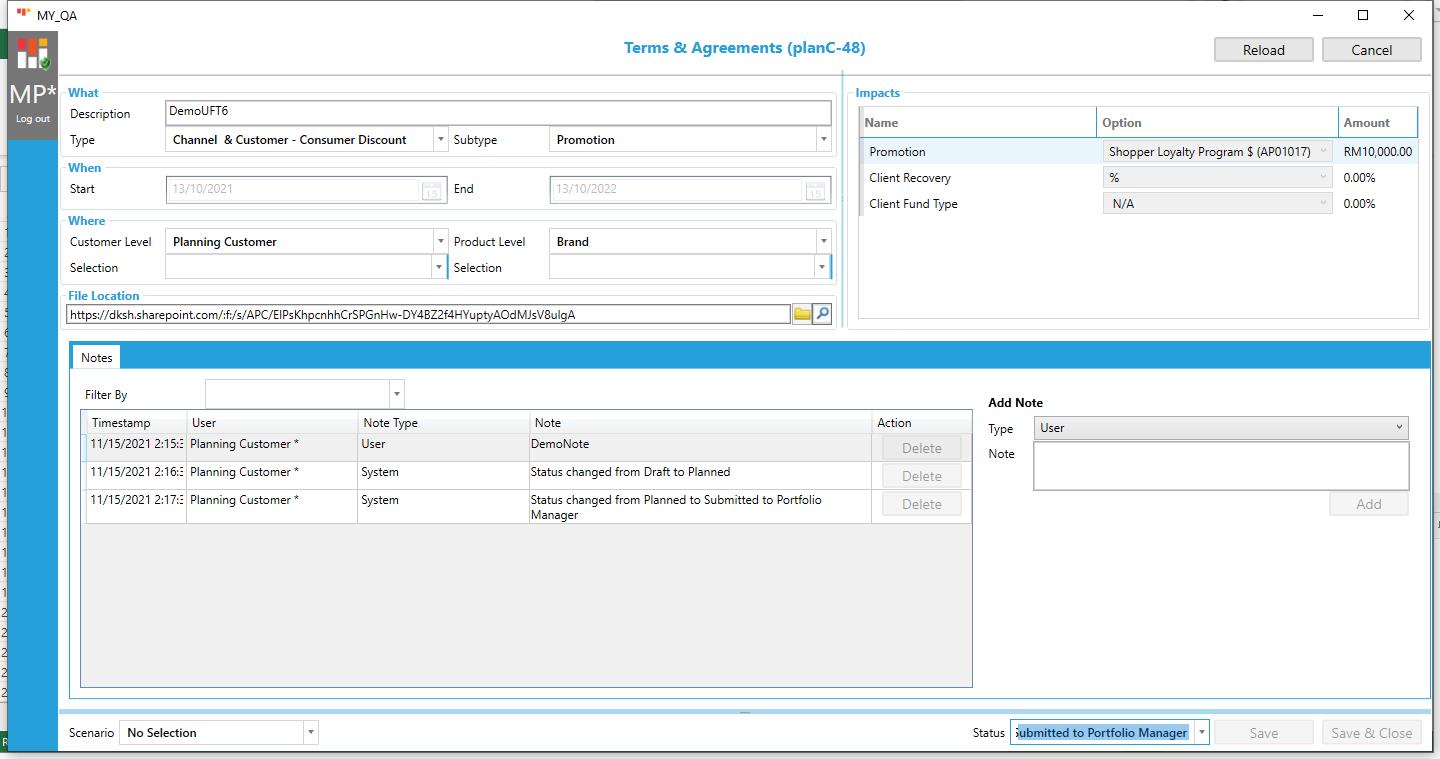 MY_QA
MP*
Log out
Terms & Agreements (planC-48)
Reload
Cancel
What
Description
DemoUFT6
Type
Channel & Customer - Consumer Discount
Subtype
Promotion
When
Start
13/10/2021
15
End
13/10/2022
15
Where
Customer Level
Planning Customer
Product Level
Brand
Selection
Selection
File Location
https://dksh.sharepoint.com/:f:/s/APC/EIPsKhpcnhhCrSPGnHw-DY4BZ2f4HYuptyAOdMJsV8uIgA
Impacts
Name Option Amount
Promotion Shopper Loyalty Program $ (AP01017) RM10,000.00
Client Recovery % 0.00%
Client Fund Type N/A 0.00%
Notes
Filter By
Timestamp User Note Type Note Action
11/15/2021 2:15:3 Planning Customer * User DemoNote Delete
11/15/2021 2:16:3 Planning Customer * System Status changed from Draft to Planned Delete
11/15/2021 2:17:3 Planning Customer * System Status changed from Planned to Submitted to Portfolio Delete
Manager
Add Note
Type User
Note
Add
Scenario
No Selection
Status
Submitted to Portfolio Manager
Save
Save & Close